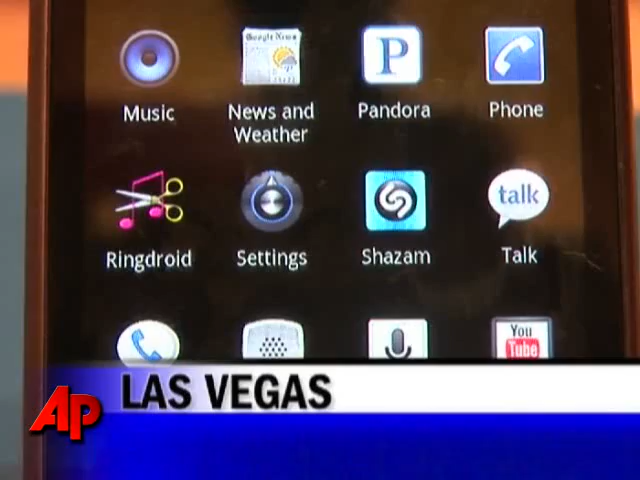 Google News
Music
News and
Weather
P
Pandora
Phone
Ringdroid
Settings
Shazam
talk
Talk
You
Tube
LAS VEGAS
AP